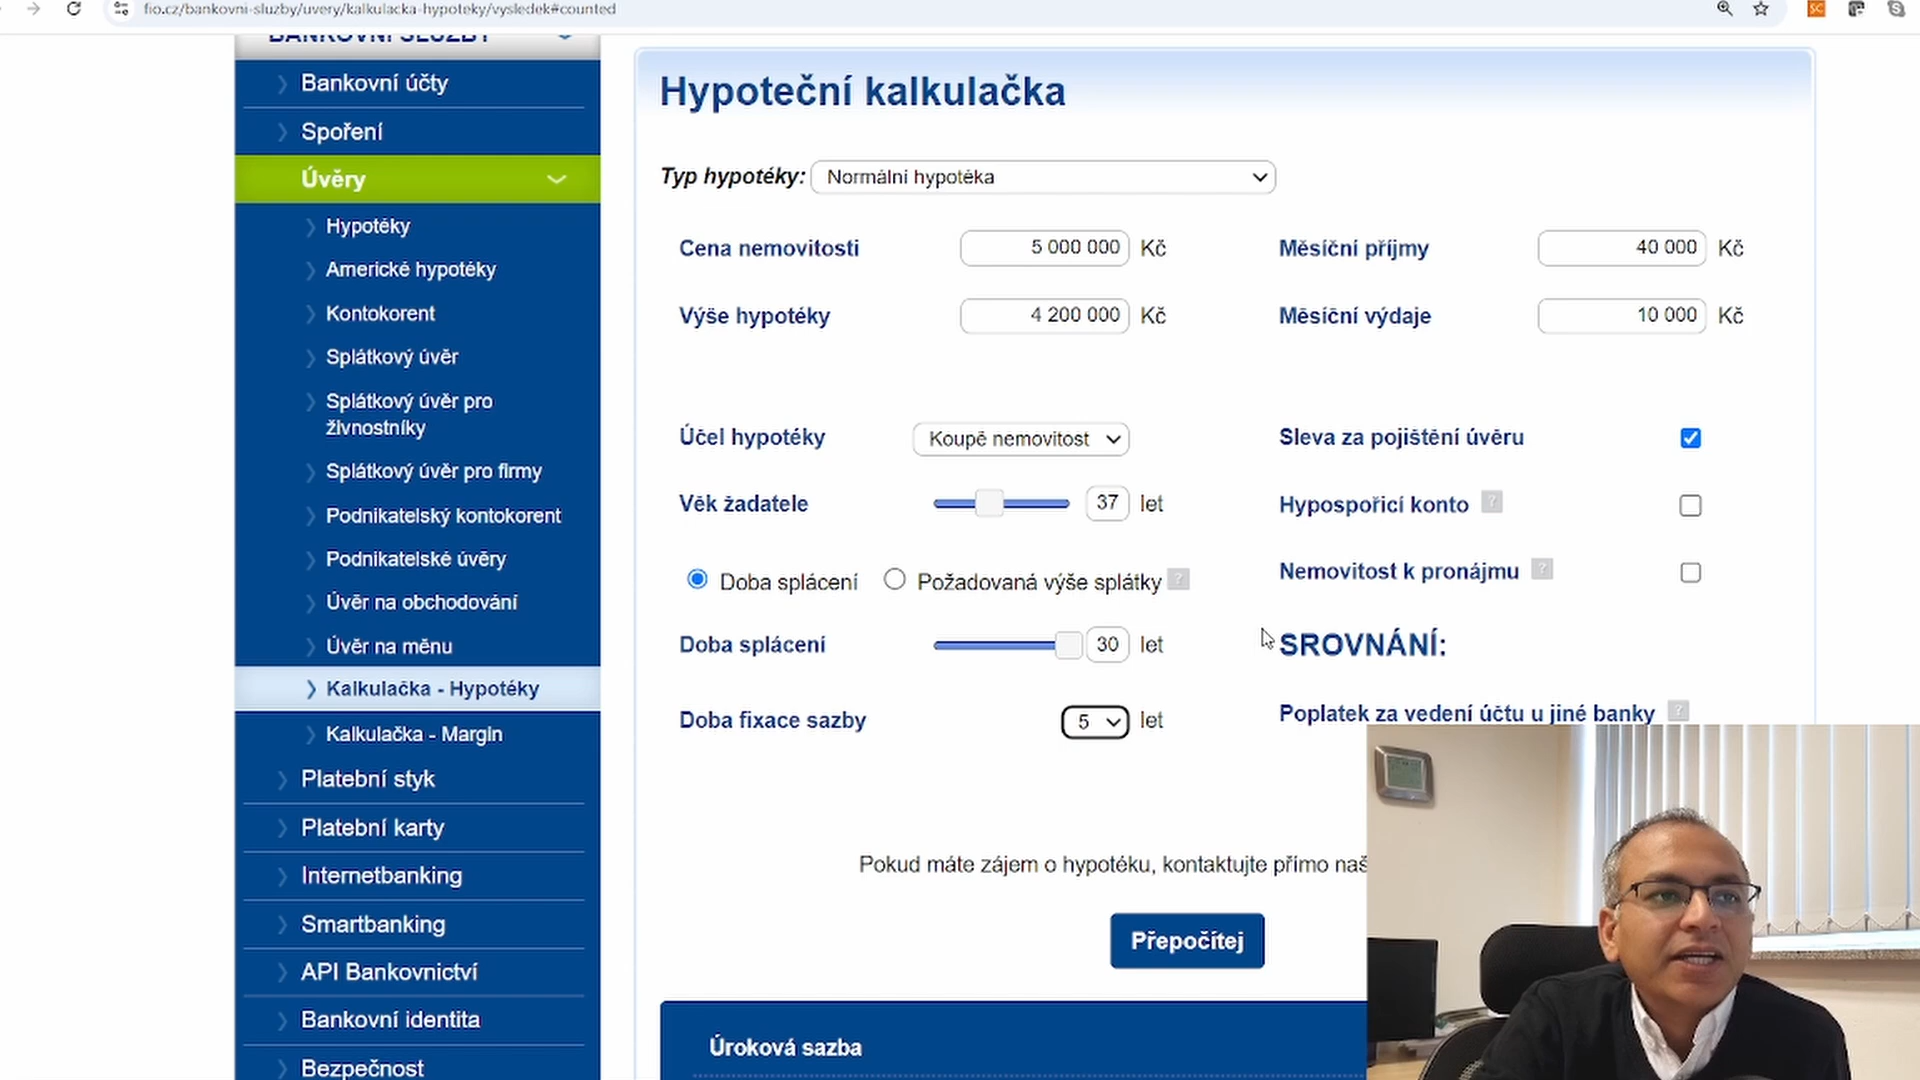 fio.cz/bankovni-sluzby/uvery/kalkulacka-hypoteky/vysledek#counted
BANKOVNÍ SLUŽBY
Bankovní účty
Spoření
Úvěry
Hypotéky
Americké hypotéky
Kontokorent
Splátkový úvěr
Splátkový úvěr pro
živnostníky
Splátkový úvěr pro firmy
Podnikatelský kontokorent
Podnikatelské úvěry
Úvěr na obchodování
Úvěr na měnu
Kalkulačka - Hypotéky
Kalkulačka - Margin
Platební styk
Platební karty
Internetbanking
Smartbanking
API Bankovnictví
Bankovní identita
Bezpečnost
Hypoteční kalkulačka
Typ hypotéky: Normální hypotéka
Cena nemovitosti 5 000 000 Kč
Měsíční příjmy 40 000 Kč
Výše hypotéky 4 200 000 Kč
Měsíční výdaje 10 000 Kč
Účel hypotéky Koupě nemovitost
Sleva za pojištění úvěru
Věk žadatele 37 let
Hypospořicí konto ?
Doba splácení Požadovaná výše splátky ?
Nemovitost k pronájmu ?
Doba splácení 30 let
SROVNÁNÍ:
Doba fixace sazby 5 let
Poplatek za vedení účtu u jiné banky ?
Pokud máte zájem o hypotéku, kontaktujte přímo naš
Přepočítej
Úroková sazba